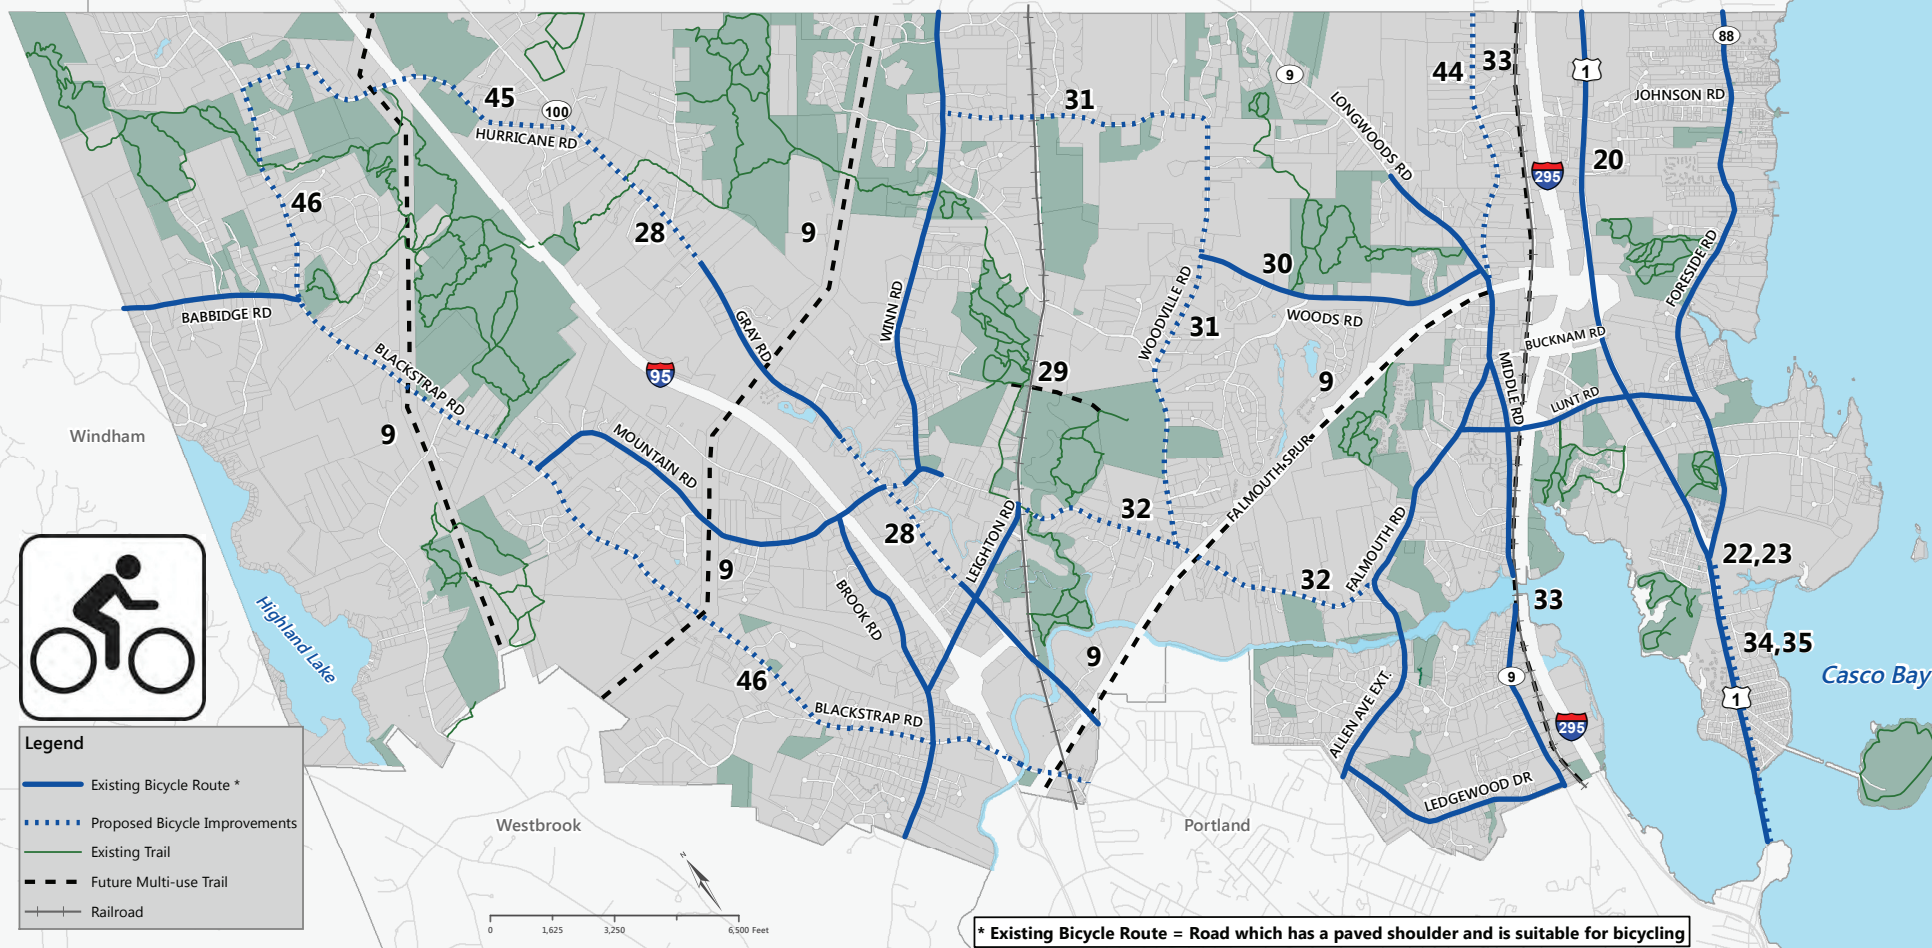 88
9
44
33
1
JOHNSON RD
45
100
31
LONGWOODS RD
HURRICANE RD
295
20
46
28
9
30
FORESIDE RD
WINN RD
WOODVILLE RD
BABBIDGE RD
GRAY RD
31
WOODS RD
BUCKNAM RD
95
BLACKSTRAP RD
29
9
MIDDLE RD
LUNT RD
Windham
9
MOUNTAIN RD
FALMOUTH SPUR
32
28
LEIGHTON RD
FALMOUTH RD
22,23
9
32
33
BROOK RD
Highland Lake
34,35
9
46
9
Casco Bay
ALLEN AVE EXT.
1
BLACKSTRAP RD
295
LEDGEWOOD DR
Westbrook
Portland
Legend
Existing Bicycle Route *
Proposed Bicycle Improvements
Existing Trail
Future Multi-use Trail
Railroad
N
0 1,625 3,250 6,500 Feet
* Existing Bicycle Route = Road which has a paved shoulder and is suitable for bicycling